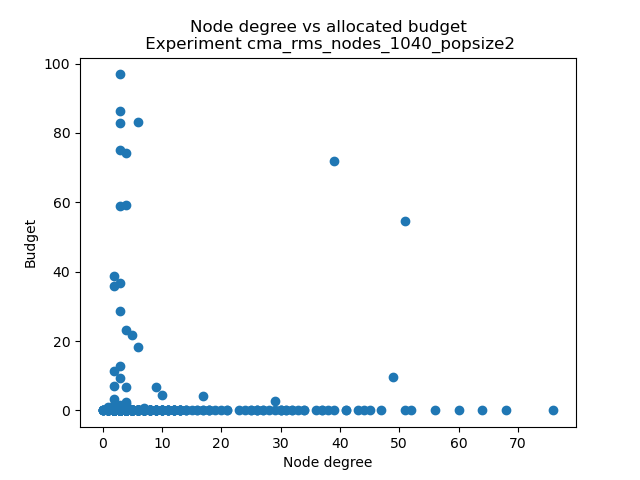 Node degree vs allocated budget
Experiment cma_rms_nodes_1040_popsize2
100
80
60
40
20
0
Budget
0 10 20 30 40 50 60 70
Node degree